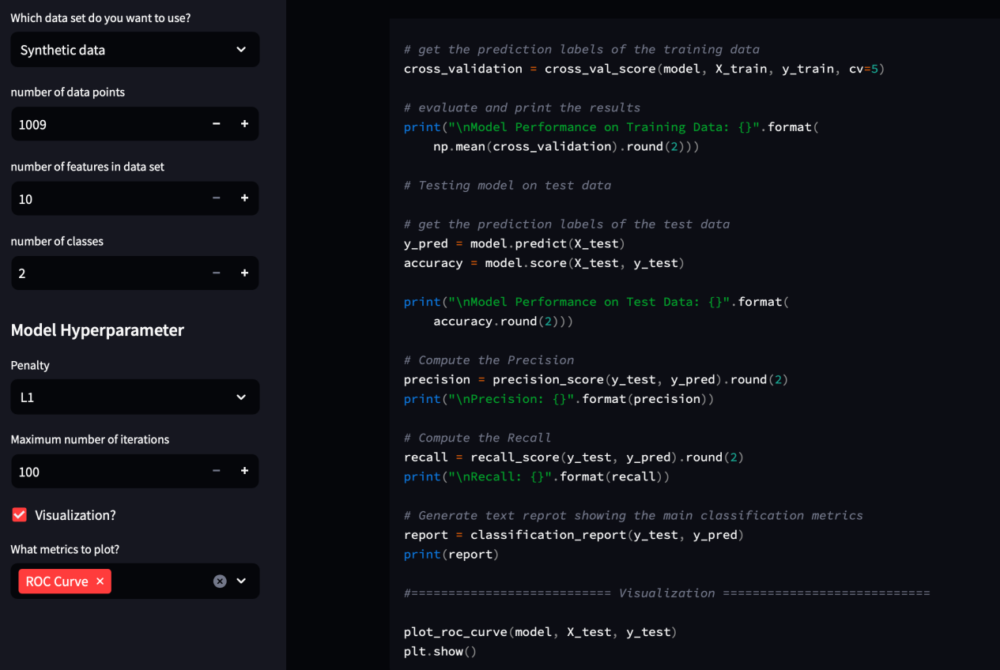 Which data set do you want to use?
Synthetic data
number of data points
1009
number of features in data set
10
number of classes
2
Model Hyperparameter
Penalty
L1
Maximum number of iterations
100
Visualization?
What metrics to plot?
ROC Curve ×
# get the prediction labels of the training data
cross_validation = cross_val_score(model, X_train, y_train, cv=5)
# evaluate and print the results
print("\nModel Performance on Training Data: {}".format(
    np.mean(cross_validation).round(2)))
# Testing model on test data
# get the prediction labels of the test data
y_pred = model.predict(X_test)
accuracy = model.score(X_test, y_test)
print("\nModel Performance on Test Data: {}".format(
    accuracy.round(2)))
# Compute the Precision
precision = precision_score(y_test, y_pred).round(2)
print("\nPrecision: {}".format(precision))
# Compute the Recall
recall = recall_score(y_test, y_pred).round(2)
print("\nRecall: {}".format(recall))
# Generate text reprot showing the main classification metrics
report = classification_report(y_test, y_pred)
print(report)
#=========================== Visualization ============================
plot_roc_curve(model, X_test, y_test)
plt.show()